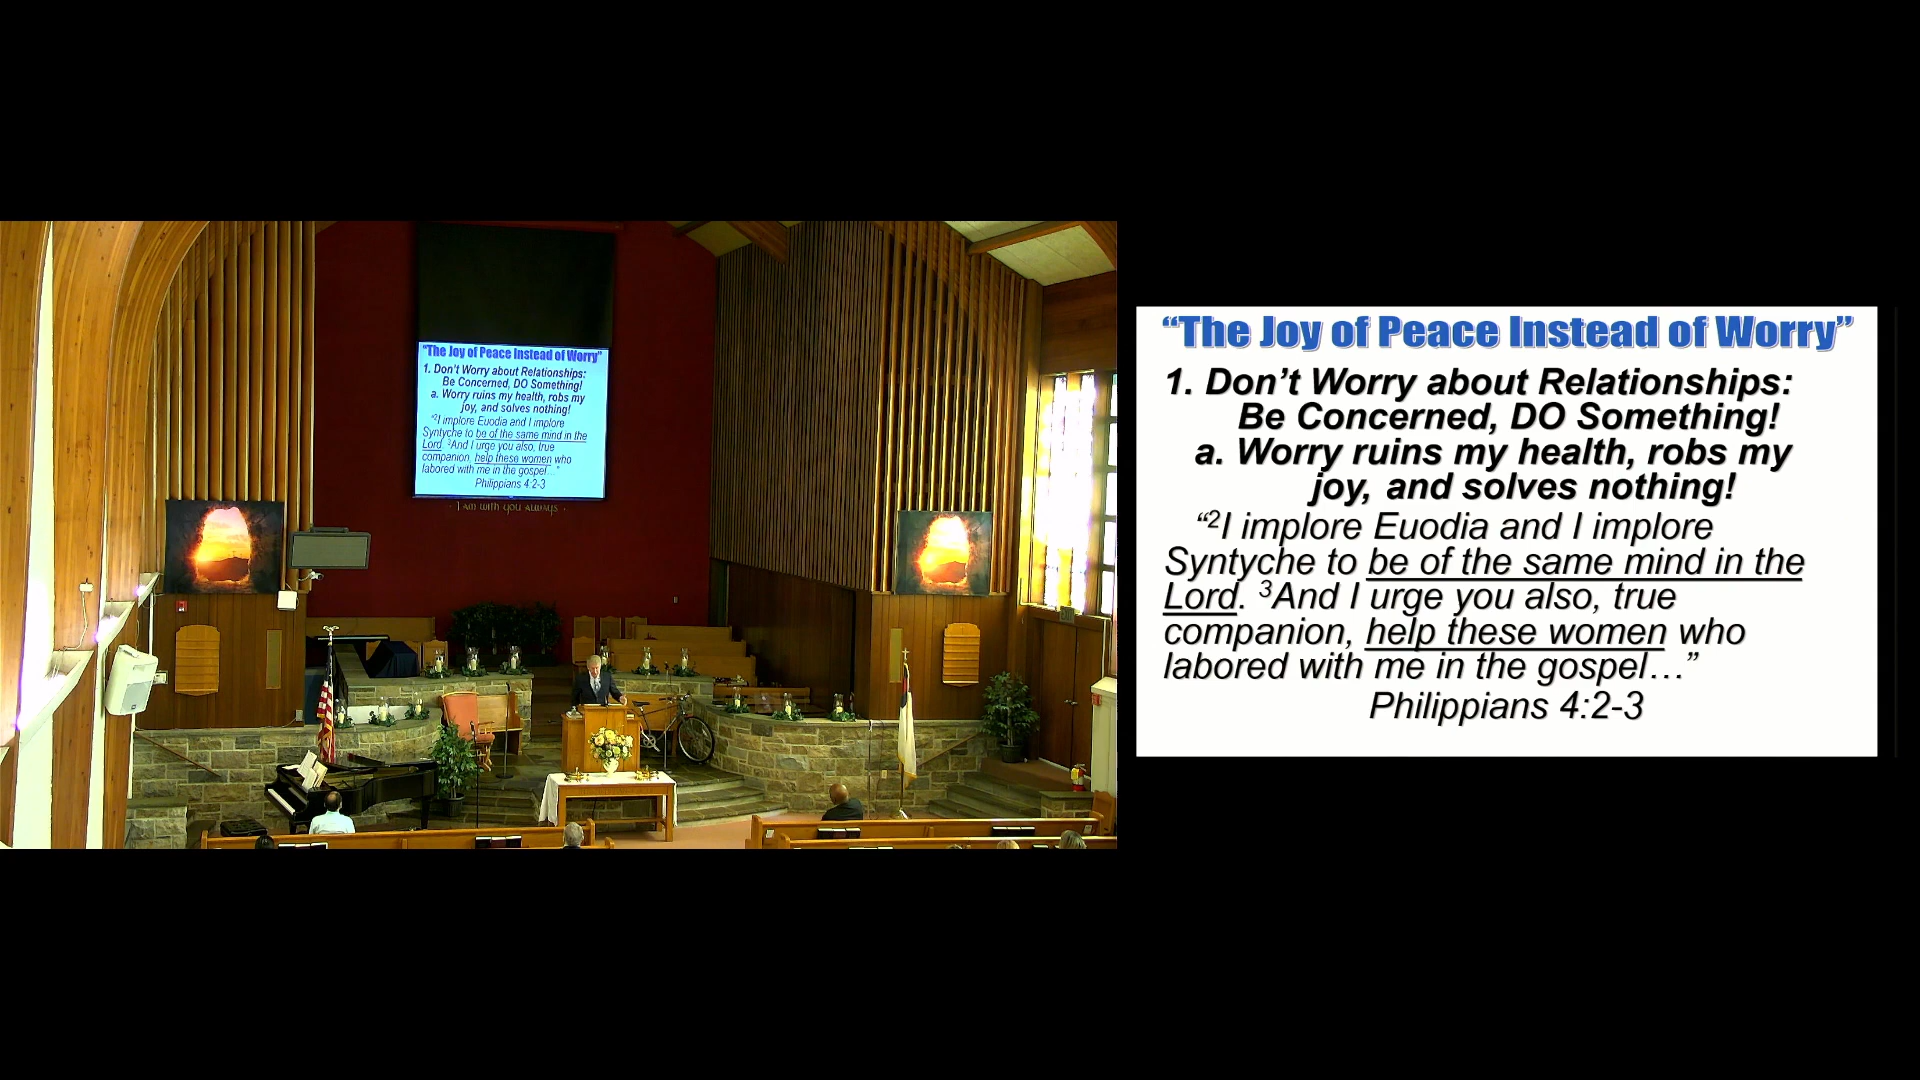 "The Joy of Peace Instead of Worry"
1. Don't Worry about Relationships:
Be Concerned, DO Something!
a. Worry ruins my health, robs my
joy, and solves nothing!
"2I implore Euodia and I implore
Syntyche to be of the same mind in the
Lord. 3And I urge you also, true
companion, help these women who
labored with me in the gospel…"
Philippians 4:2-3
· I am with you always ·
“The Joy of Peace Instead of Worry”
1. Don’t Worry about Relationships:
Be Concerned, DO Something!
a. Worry ruins my health, robs my
joy, and solves nothing!
“2I implore Euodia and I implore
Syntyche to be of the same mind in the
Lord. 3And I urge you also, true
companion, help these women who
labored with me in the gospel…”
Philippians 4:2-3